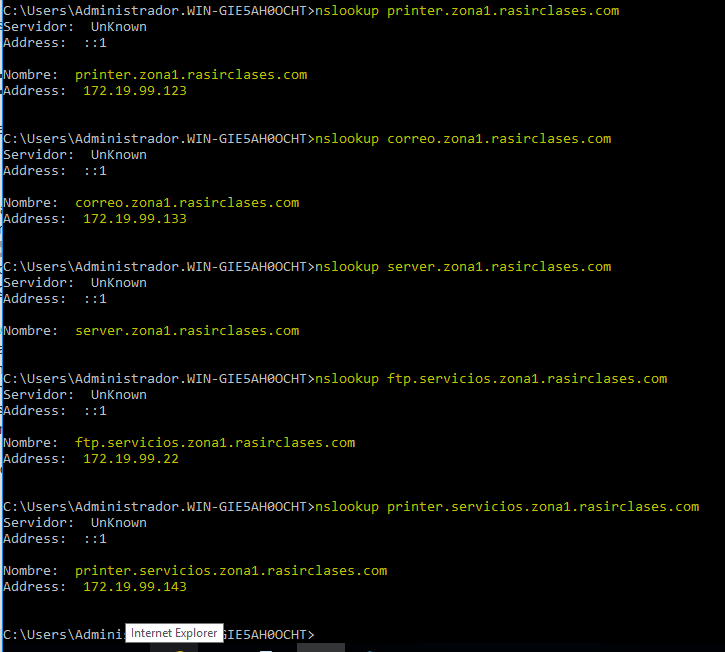 C:\Users\Administrador.WIN-GIE5AH0OCHT>nslookup printer.zona1.rasirclases.com
Servidor:  UnKnown
Address:  ::1
Nombre:  printer.zona1.rasirclases.com
Address:  172.19.99.123
C:\Users\Administrador.WIN-GIE5AH0OCHT>nslookup correo.zona1.rasirclases.com
Servidor:  UnKnown
Address:  ::1
Nombre:  correo.zona1.rasirclases.com
Address:  172.19.99.133
C:\Users\Administrador.WIN-GIE5AH0OCHT>nslookup server.zona1.rasirclases.com
Servidor:  UnKnown
Address:  ::1
Nombre:  server.zona1.rasirclases.com
C:\Users\Administrador.WIN-GIE5AH0OCHT>nslookup ftp.servicios.zona1.rasirclases.com
Servidor:  UnKnown
Address:  ::1
Nombre:  ftp.servicios.zona1.rasirclases.com
Address:  172.19.99.22
C:\Users\Administrador.WIN-GIE5AH0OCHT>nslookup printer.servicios.zona1.rasirclases.com
Servidor:  UnKnown
Address:  ::1
Nombre:  printer.servicios.zona1.rasirclases.com
Address:  172.19.99.143
C:\Users\Admini Internet Explorer GIE5AH0OCHT>